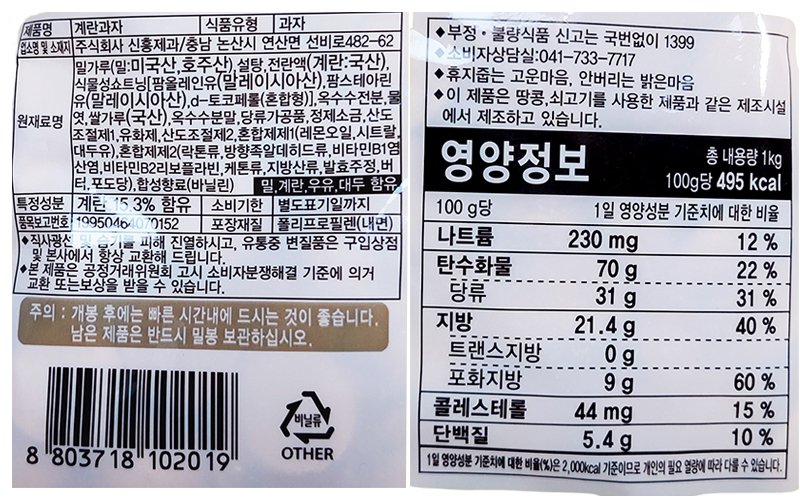 제품명 계란과자 식품유형 과자
업소명 및 소재지 주식회사 신흥제과/충남 논산시 연산면 선비로482-62
원재료명
밀가루(밀:미국산,호주산),설탕,전란액(계란:국산),
식물성쇼트닝[팜올레인유(말레이시아산),팜스테아린
유(말레이시아산),d-토코페롤(혼합형)],옥수수전분,물
엿,쌀가루(국산),옥수수분말,당류가공품,정제소금,산도
조절제1,유화제,산도조절제2,혼합제제1(레몬오일,시트랄,
대두유),혼합제제2(락톤류,방향족알데히드류,비타민B1염
산염,비타민B2리보플라빈,케톤류,지방산류,발효주정,버
터,포도당),합성향료(바닐린) 밀,계란,우유,대두 함유
특정성분 계란 15.3% 함유 소비기한 별도표기일까지
품목보고번호 19950464070152 포장재질 폴리프로필렌(내면)
◆직사광선 및 습기를 피해 진열하시고, 유통중 변질품은 구입상점
및 본사에서 항상 교환해 드립니다.
◆본 제품은 공정거래위원회 고시 소비자분쟁해결 기준에 의거
교환 또는보상을 받을 수 있습니다.
주의 : 개봉 후에는 빠른 시간내에 드시는 것이 좋습니다.
남은 제품은 반드시 밀봉 보관하십시오.
8 803718 102019
비닐류
OTHER
◆부정·불량식품 신고는 국번없이 1399
◆소비자상담실:041-733-7717
◆휴지줍는 고운마음, 안버리는 밝은마음
◆이 제품은 땅콩,쇠고기를 사용한 제품과 같은 제조시설
에서 제조하고 있습니다.
영양정보 총 내용량 1kg
100g당 495 kcal
100 g당 1일 영양성분 기준치에 대한 비율
나트륨 230 mg 12 %
탄수화물 70 g 22 %
당류 31 g 31 %
지방 21.4 g 40 %
트랜스지방 0 g
포화지방 9 g 60 %
콜레스테롤 44 mg 15 %
단백질 5.4 g 10 %
1일 영양성분 기준치에 대한 비율(%)은 2,000kcal 기준이므로 개인의 필요 열량에 따라 다를 수 있습니다.